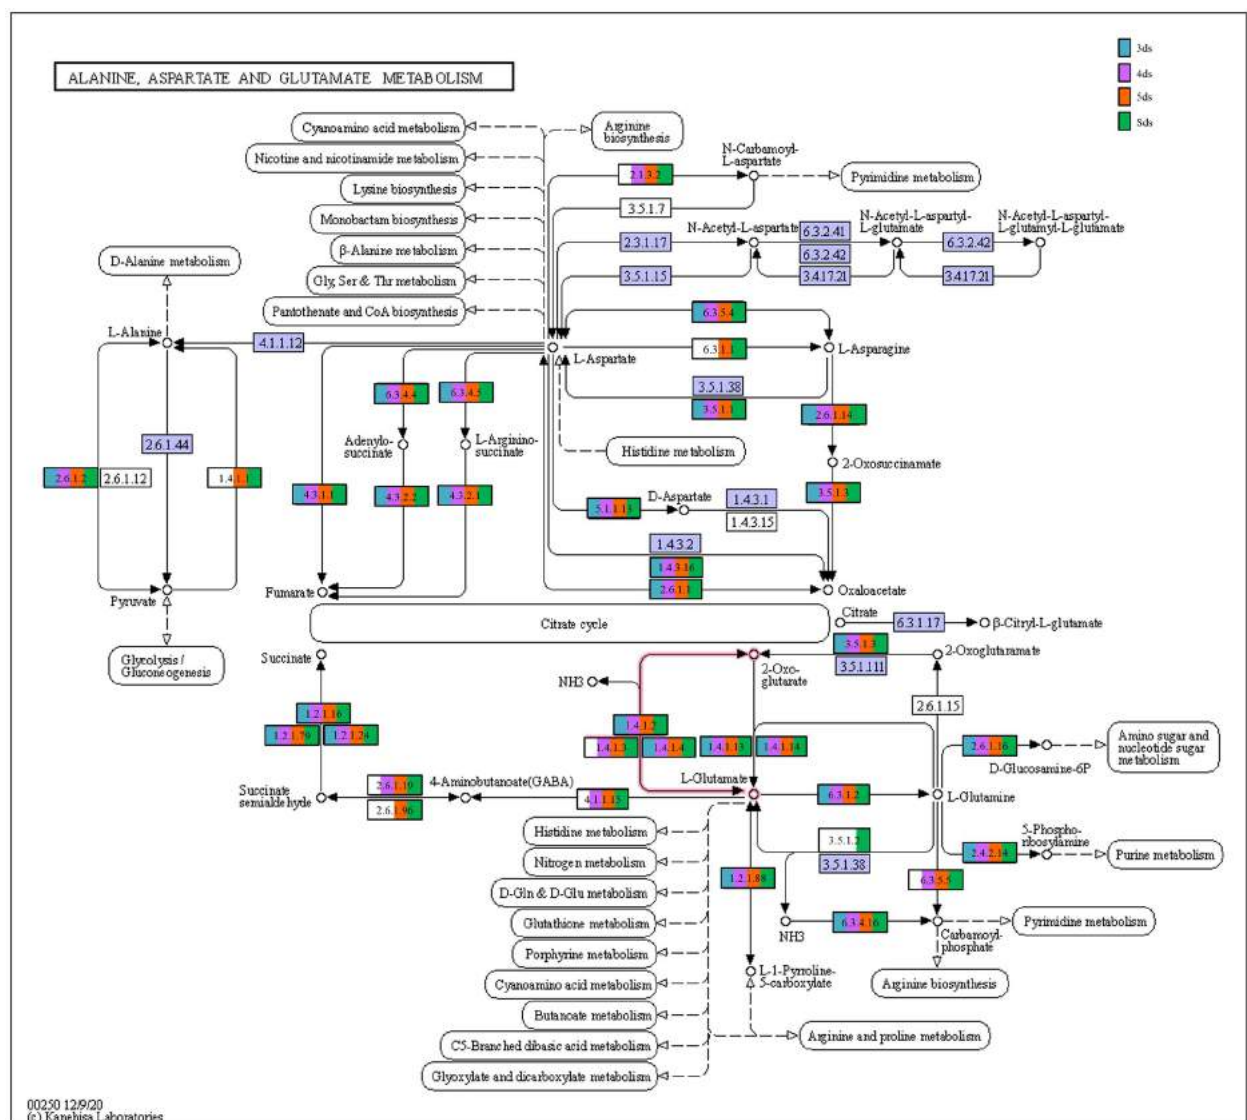 3ds
4ds
5ds
8ds
ALANINE, ASPARTATE AND GLUTAMATE METABOLISM
Cyanoamino acid metabolism
Arginine
biosynthesis
Nicotine and nicotinamide metabolism
N-Carbamoyl-
L-aspartate
2.1.3.2
Pyrimidine metabolism
Lysine biosynthesis
3.5.1.7
Monobactam biosynthesis
N-Acetyl-L-aspartate
6.3.2.41
N-Acetyl-L-aspartyl-
L-glutamate
N-Acetyl-L-aspartyl-
L-glutamyl-L-glutamate
2.3.1.17
6.3.2.42
6.3.2.42
β-Alanine metabolism
D-Alanine metabolism
3.5.1.15
3.4.17.21
3.4.17.21
Gly, Ser & Thr metabolism
Pantothenate and CoA biosynthesis
6.3.5.4
L-Alanine
4.1.1.12
L-Aspartate
6.3.1.1
L-Asparagine
3.5.1.38
3.5.1.1
6.3.4.4
6.3.4.5
2.6.1.14
2.6.1.44
Adenylo-
succinate
L-Arginino-
succinate
Histidine metabolism
2-Oxosuccinamate
2.6.1.2
2.6.1.12
1.4.1.1
4.3.1.1
4.3.2.2
4.3.2.1
3.5.1.3
D-Aspartate
1.4.3.1
5.1.1.13
1.4.3.15
1.4.3.2
1.4.3.16
2.6.1.1
Pyruvate
Fumarate
Oxaloacetate
Citrate cycle
Citrate
6.3.1.17
β-Citryl-L-glutamate
Glycolysis /
Gluconeogenesis
Succinate
3.5.1.3
3.5.1.111
2-Oxoglutaramate
2-Oxo-
glutarate
NH3
2.6.1.15
1.2.1.16
1.2.1.79
1.2.1.24
1.4.1.2
1.4.1.3
1.4.1.4
1.4.1.13
1.4.1.14
2.6.1.16
Amino sugar and
nucleotide sugar
metabolism
D-Glucosamine-6P
L-Glutamate
4-Aminobutanoate(GABA)
2.6.1.19
2.6.1.96
Succinate
semialdehyde
4.1.1.15
6.3.1.2
L-Glutamine
Histidine metabolism
3.5.1.2
3.5.1.38
5-Phospho-
ribosylamine
2.4.2.14
Purine metabolism
Nitrogen metabolism
D-Gln & D-Glu metabolism
1.2.1.88
6.3.5.5
Glutathione metabolism
NH3
6.3.4.16
Carbamoyl-
phosphate
Pyrimidine metabolism
Porphyrine metabolism
Cyanoamino acid metabolism
L-1-Pyrroline-
5-carboxylate
Arginine biosynthesis
Butanoate metabolism
Arginine and proline metabolism
C5-Branched dibasic acid metabolism
Glyoxylate and dicarboxylate metabolism
00250 12/9/20
(c) Kanehisa Laboratories